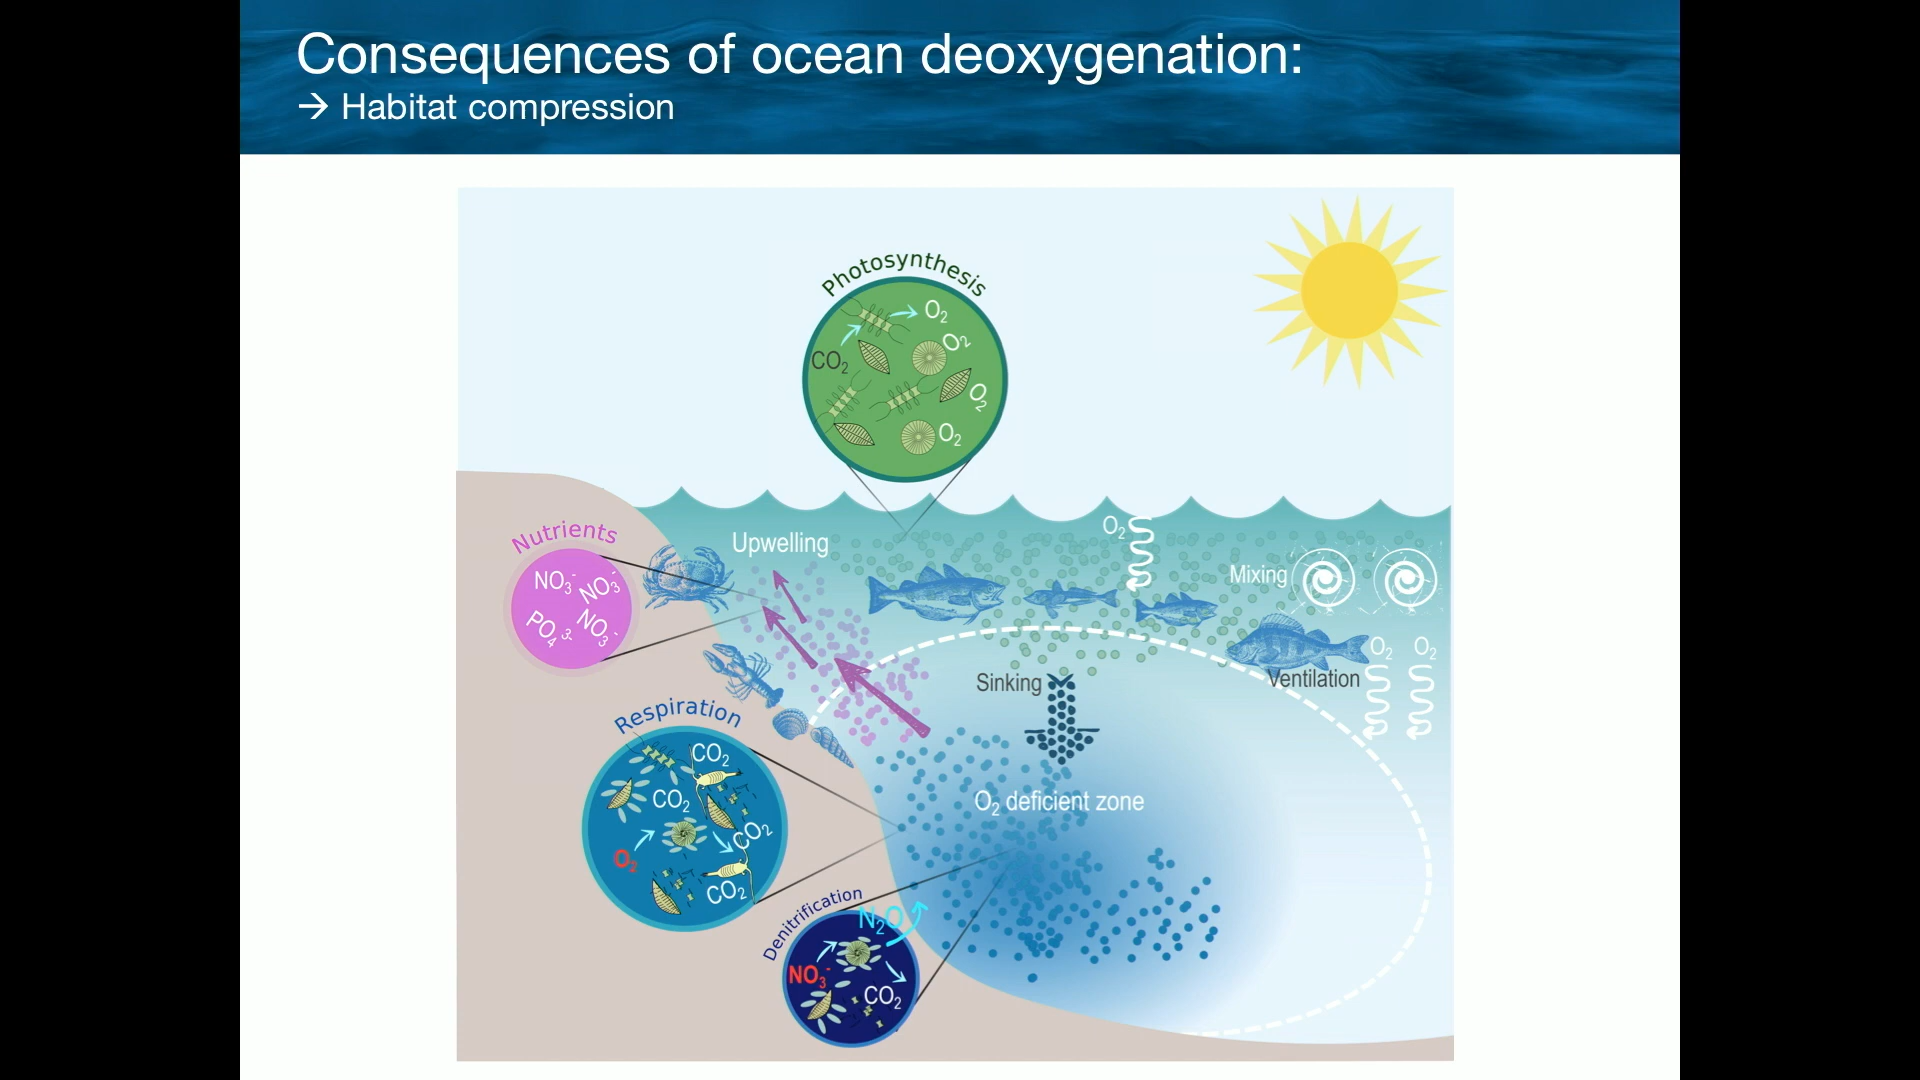 Consequences of ocean deoxygenation:
→ Habitat compression
Photosynthesis
O₂
O₂
CO₂
O₂
O₂
Nutrients
NO₃⁻ NO₃⁻
PO₄³⁻ NO₃⁻
Upwelling
O₂
Mixing
O₂ O₂
Ventilation
Sinking
Respiration
CO₂
CO₂
CO₂
O₂
CO₂
O₂ deficient zone
Denitrification
N₂O
NO₃⁻
CO₂